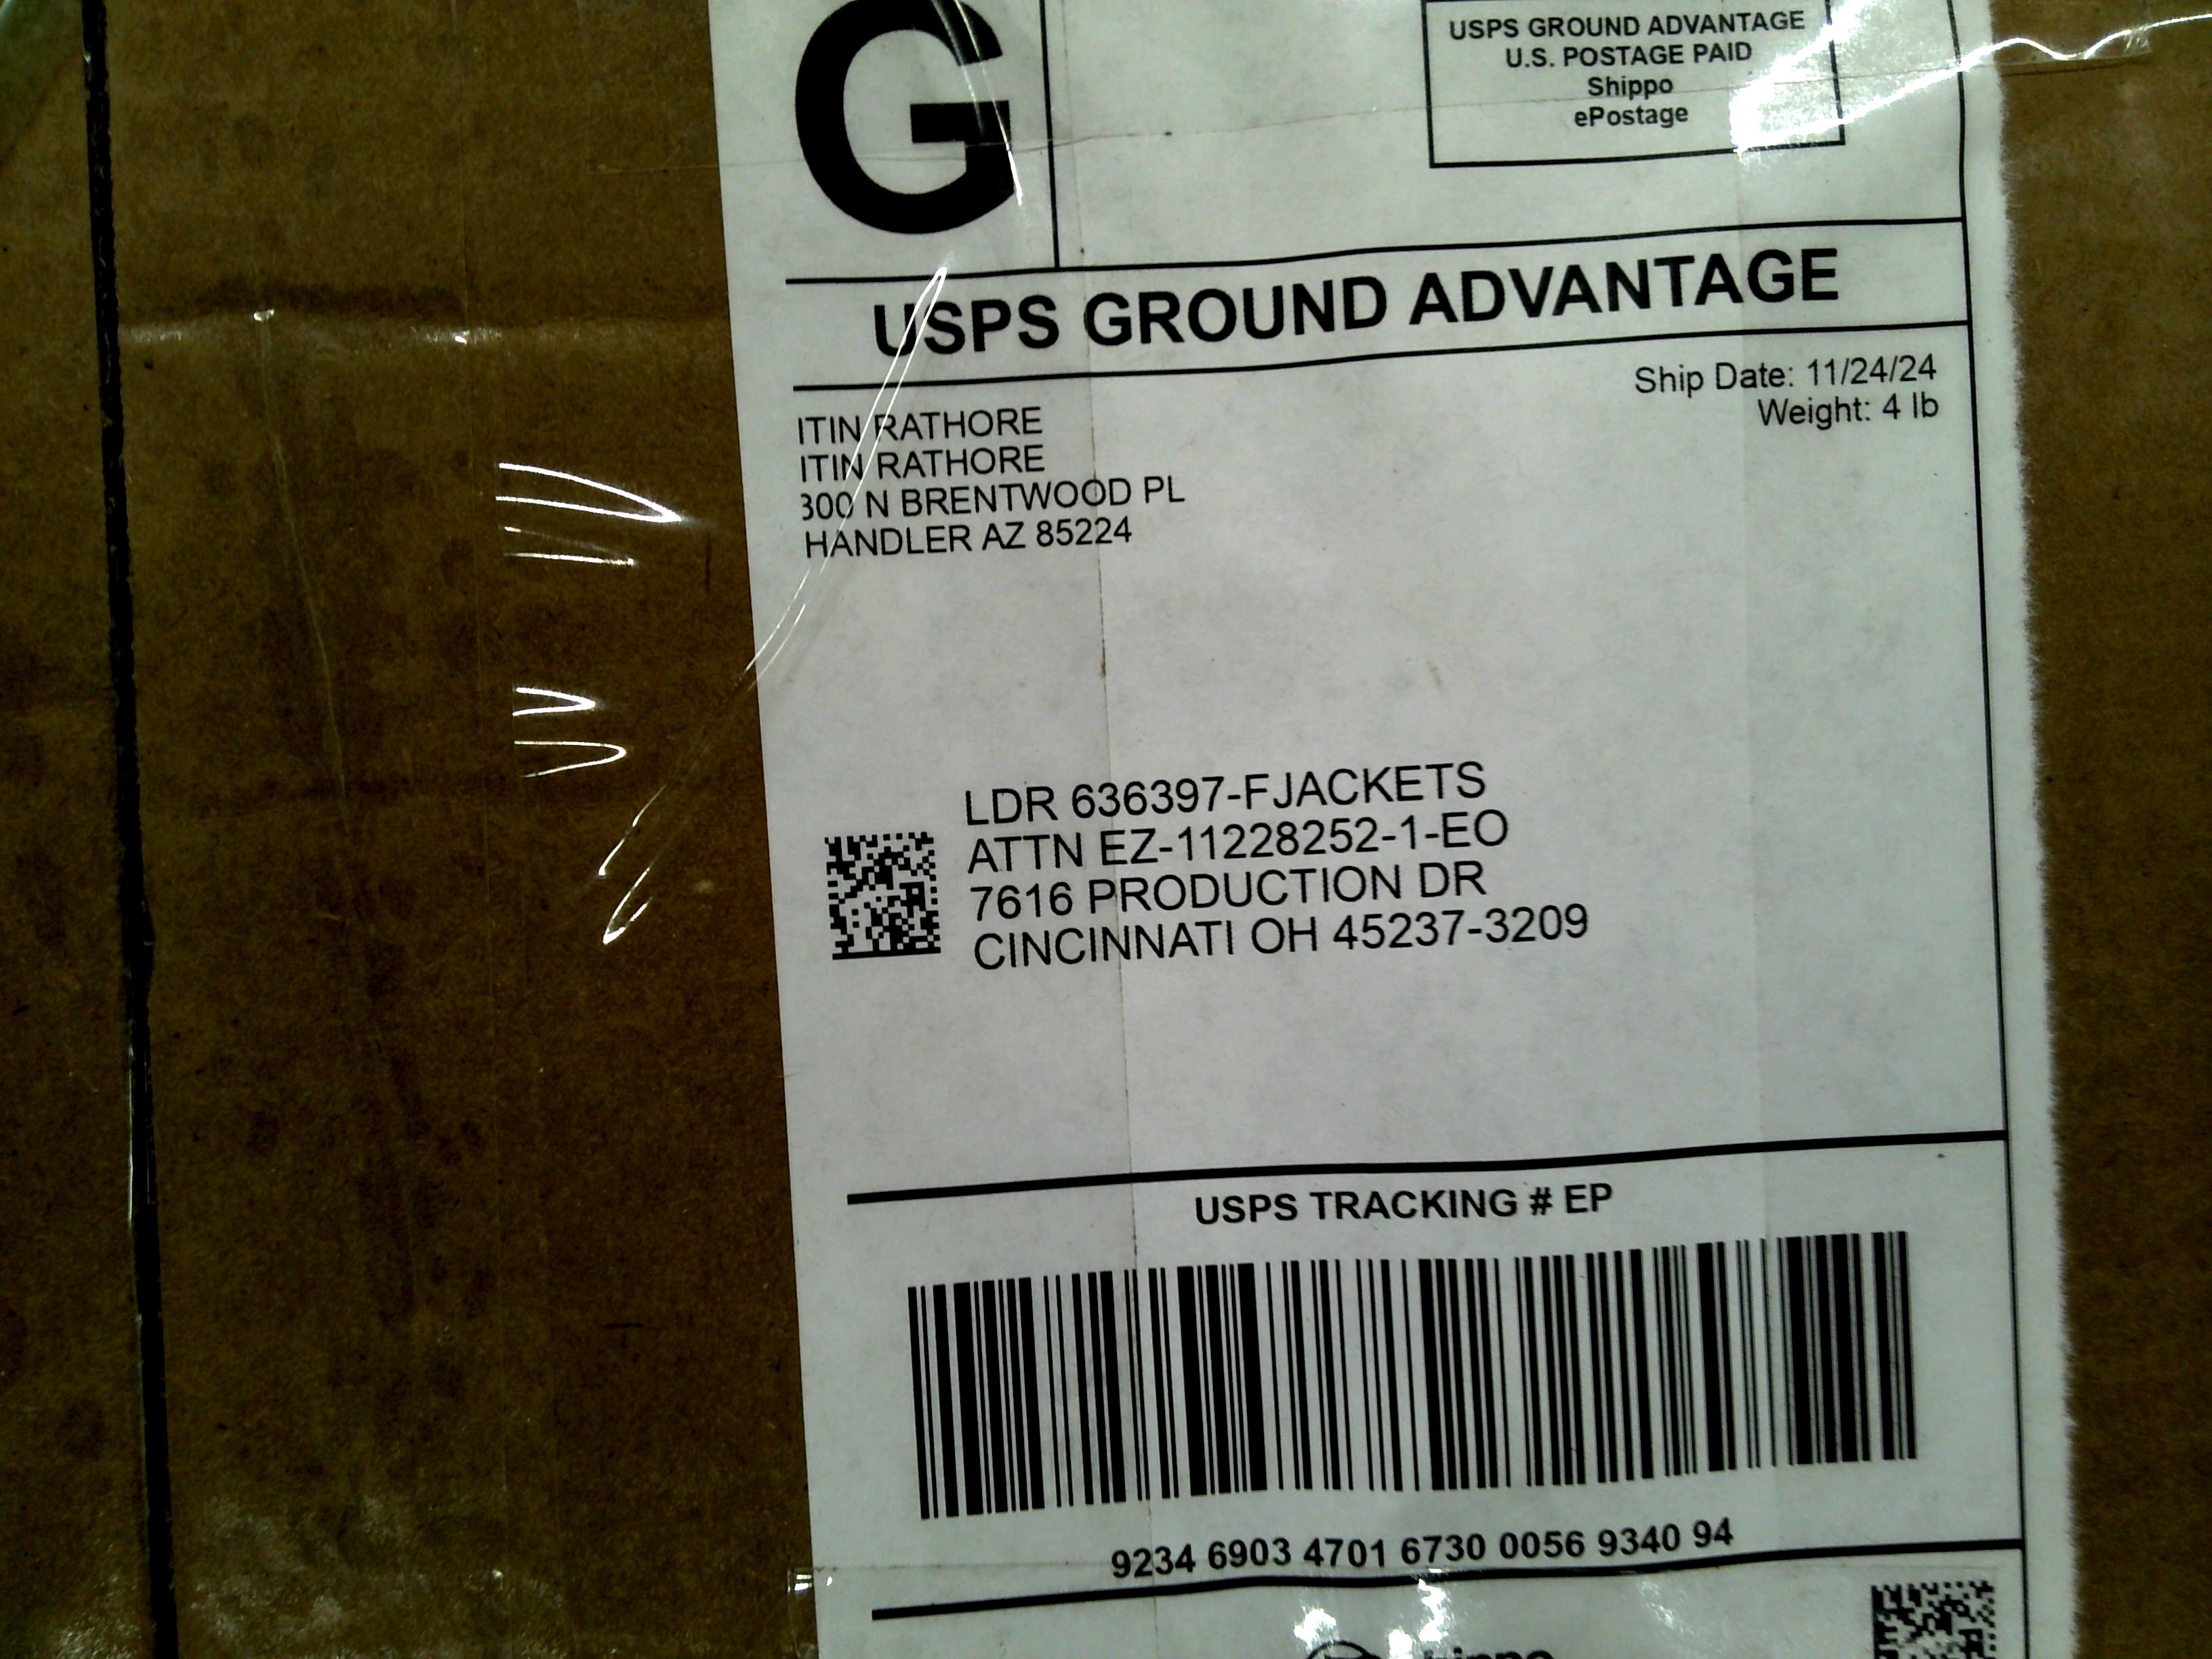 G
USPS GROUND ADVANTAGE
U.S. POSTAGE PAID
Shippo
ePostage
USPS GROUND ADVANTAGE
Ship Date: 11/24/24
Weight: 4 lb
ITIN RATHORE
ITIN RATHORE
300 N BRENTWOOD PL
HANDLER AZ 85224
LDR 636397-FJACKETS
ATTN EZ-11228252-1-EO
7616 PRODUCTION DR
CINCINNATI OH 45237-3209
USPS TRACKING # EP
9234 6903 4701 6730 0056 9340 94